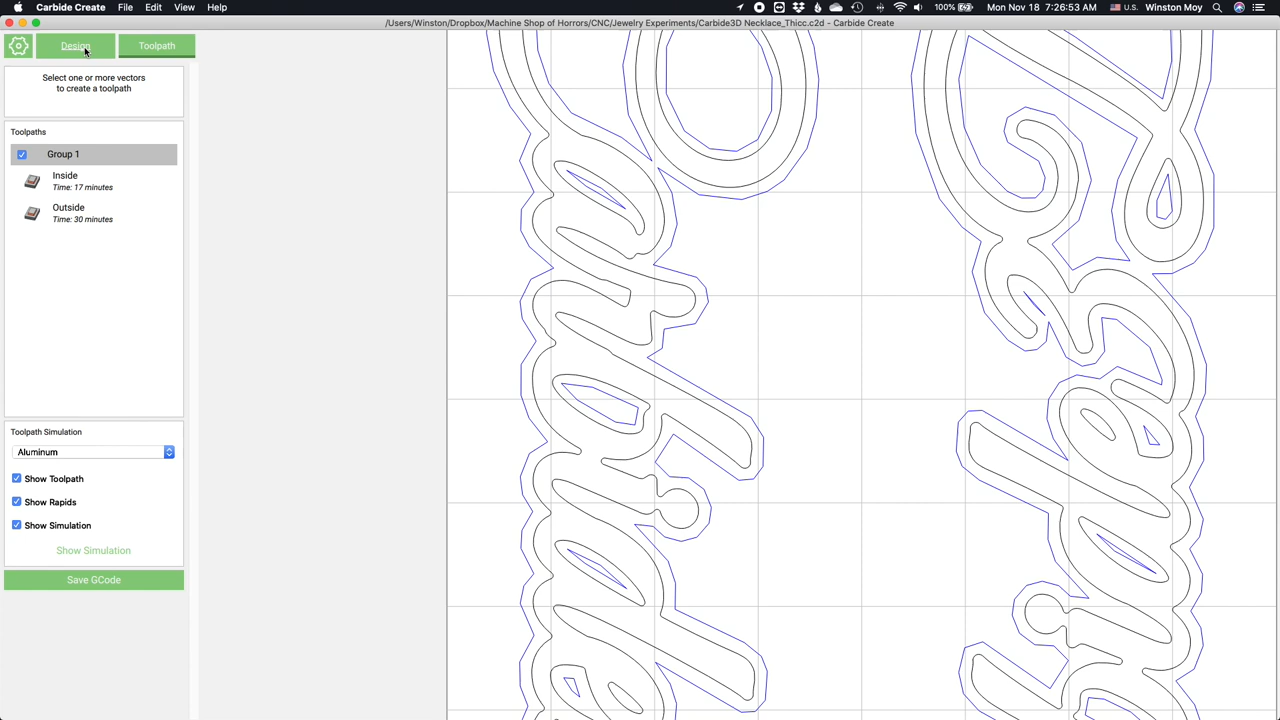 Carbide Create File Edit View Help
100% Mon Nov 18 7:26:53 AM U.S. Winston Moy
/Users/Winston/Dropbox/Machine Shop of Horrors/CNC/Jewelry Experiments/Carbide3D Necklace_Thicc.c2d - Carbide Create
Design Toolpath
Select one or more vectors
to create a toolpath
Toolpaths
Group 1
Inside
Time: 17 minutes
Outside
Time: 30 minutes
Toolpath Simulation
Aluminum
Show Toolpath
Show Rapids
Show Simulation
Show Simulation
Save GCode